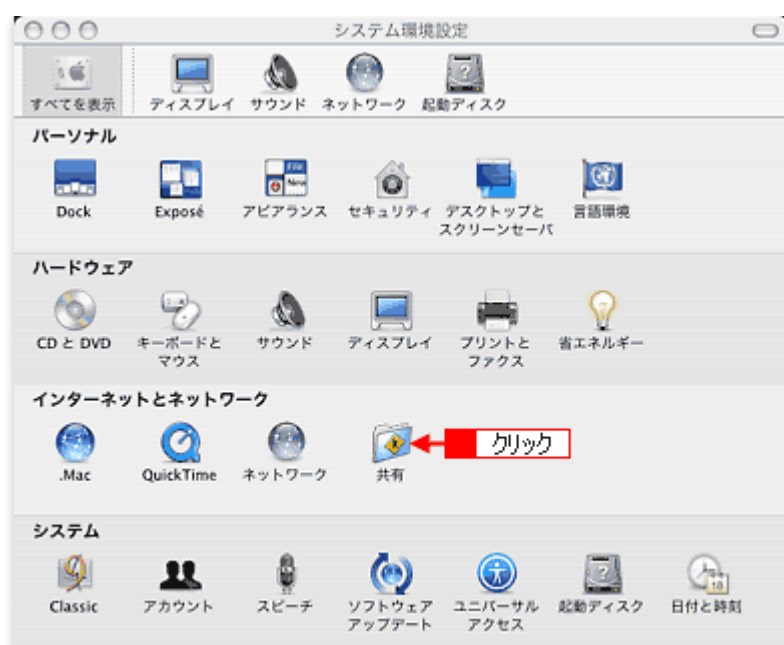 システム環境設定
すべてを表示 ディスプレイ サウンド ネットワーク 起動ディスク
パーソナル
Dock Exposé アピアランス セキュリティ デスクトップと 言語環境
スクリーンセーバ
ハードウェア
CD と DVD キーボードと サウンド ディスプレイ プリントと 省エネルギー
マウス ファクス
インターネットとネットワーク
クリック
.Mac QuickTime ネットワーク 共有
システム
Classic アカウント スピーチ ソフトウェア ユニバーサル 起動ディスク 日付と時刻
アップデート アクセス